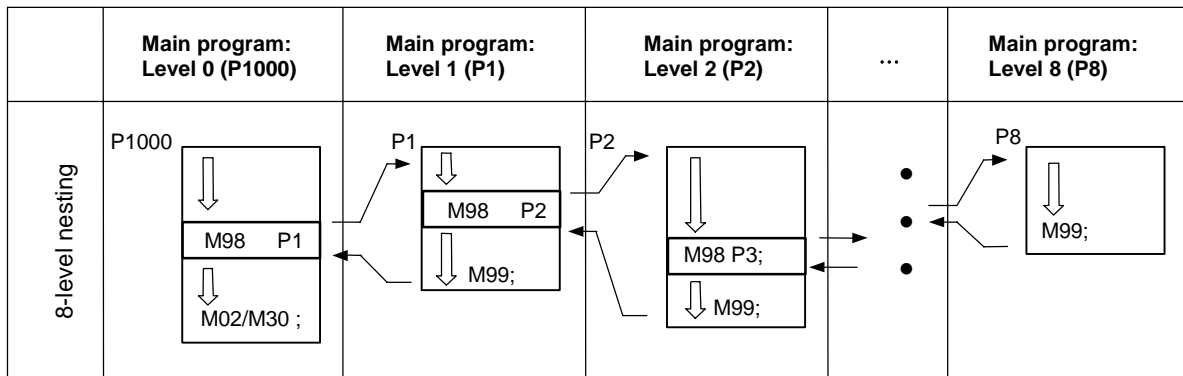 Main program:
Level 0 (P1000)
Main program:
Level 1 (P1)
Main program:
Level 2 (P2)
...
Main program:
Level 8 (P8)
8-level nesting
P1000
M98 P1
M02/M30 ;
P1
M98 P2
M99;
P2
M98 P3;
M99;
P8
M99;